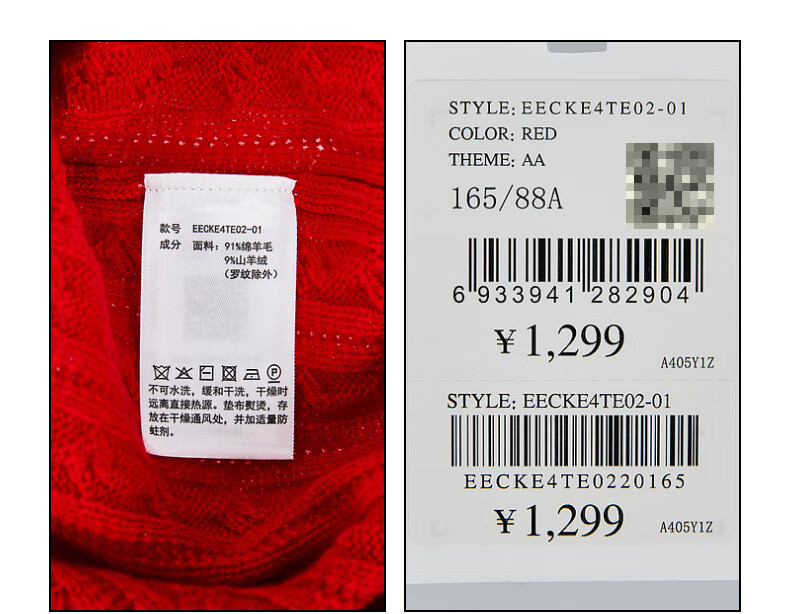 款号 EECKE4TE02-01
成分 面料：91%绵羊毛
9%山羊绒
（罗纹除外）
P
不可水洗，缓和干洗，干燥时
远离直接热源。垫布熨烫，存
放在干燥通风处，并加适量防
蛀剂。
STYLE: EECKE4TE02-01
COLOR: RED
THEME: AA
165/88A
6 933941 282904
¥1,299
A405Y1Z
STYLE: EECKE4TE02-01
EECKE4TE0220165
¥1,299
A405Y1Z